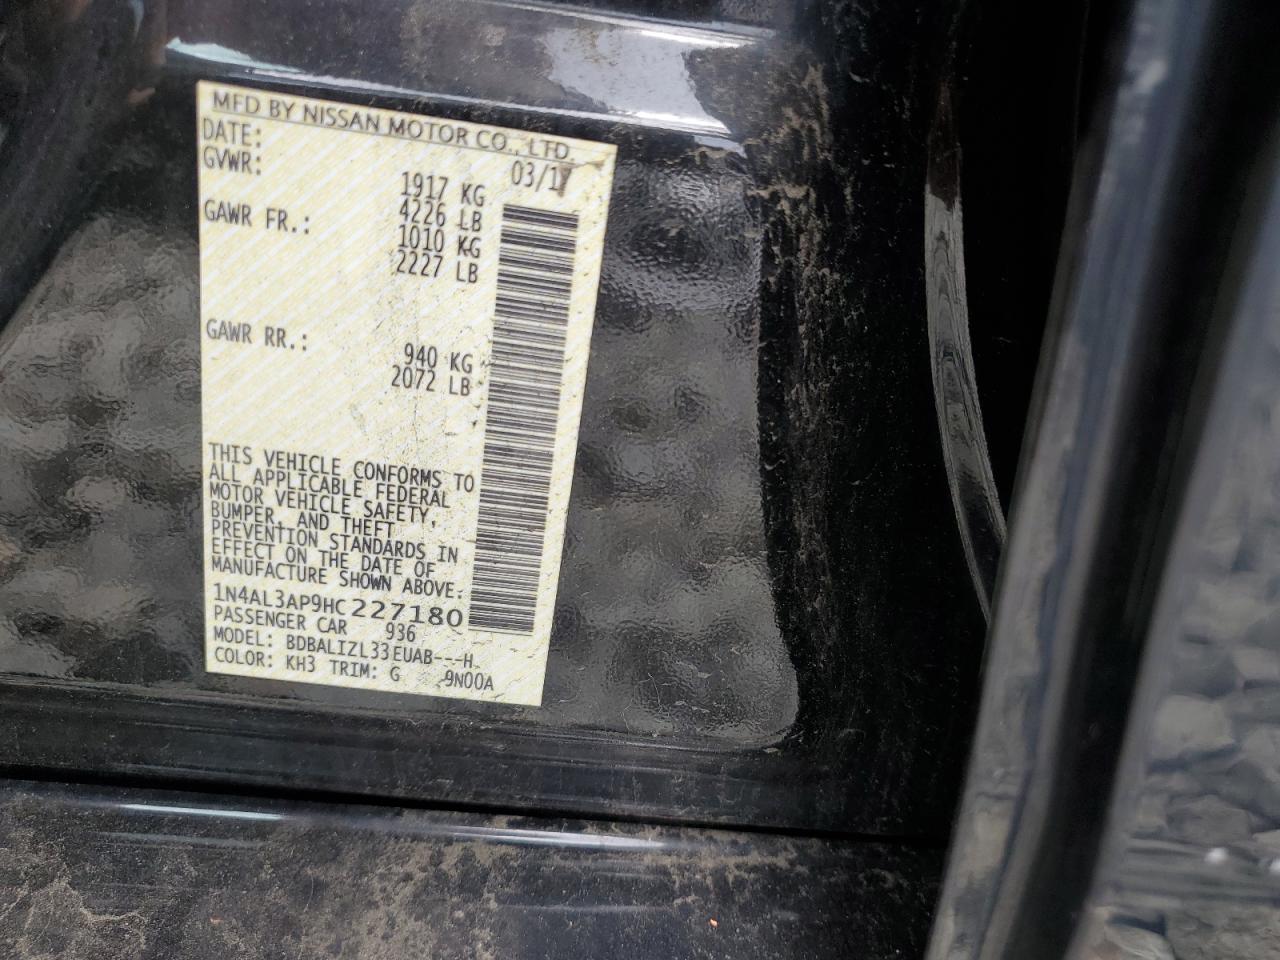 MFD BY NISSAN MOTOR CO., LTD.
DATE: 03/17
GVWR: 1917 KG
4226 LB
GAWR FR.: 1010 KG
2227 LB
GAWR RR.: 940 KG
2072 LB
THIS VEHICLE CONFORMS TO
ALL APPLICABLE FEDERAL
MOTOR VEHICLE SAFETY,
BUMPER, AND THEFT
PREVENTION STANDARDS IN
EFFECT ON THE DATE OF
MANUFACTURE SHOWN ABOVE.
1N4AL3AP9HC227180
PASSENGER CAR 936
MODEL: BDBALIZL33EUAB---H
COLOR: KH3 TRIM: G 9N00A